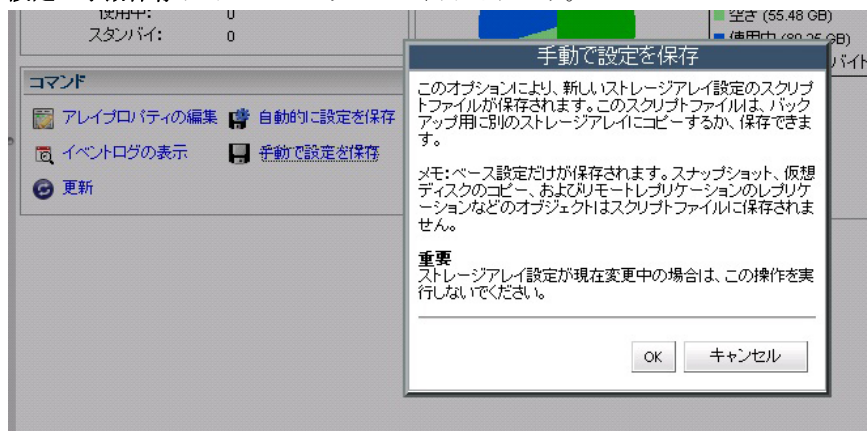 使用中: 0
スタンバイ: 0
空き (55.48 GB)
手動で設定を保存
コマンド
アレイプロパティの編集
自動的に設定を保存
イベントログの表示
手動で設定を保存
更新
このオプションにより、新しいストレージアレイ設定のスクリプ
トファイルが保存されます。このスクリプトファイルは、バック
アップ用に別のストレージアレイにコピーするか、保存できま
す。
メモ:ベース設定だけが保存されます。スナップショット、仮想
ディスクのコピー、およびリモートレプリケーションのレプリケ
ーションなどのオブジェクトはスクリプトファイルに保存されま
せん。
重要
ストレージアレイ設定が現在変更中の場合は、この操作を実
行しないでください。
OK
キャンセル